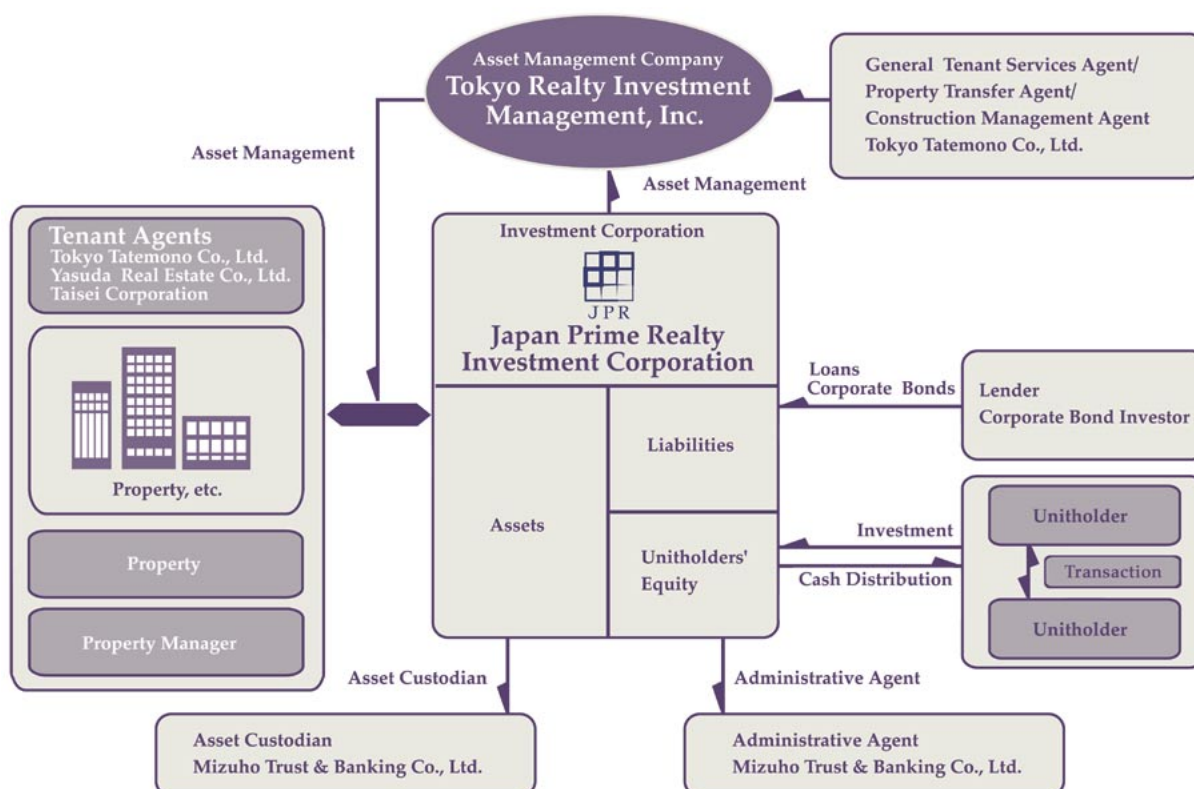 Asset Management Company
Tokyo Realty Investment
Management, Inc.
General Tenant Services Agent/
Property Transfer Agent/
Construction Management Agent
Tokyo Tatemono Co., Ltd.
Asset Management
Asset Management
Tenant Agents
Tokyo Tatemono Co., Ltd.
Yasuda Real Estate Co., Ltd.
Taisei Corporation
Property, etc.
Property
Property Manager
Investment Corporation
JPR
Japan Prime Realty
Investment Corporation
Assets
Liabilities
Unitholders'
Equity
Loans
Corporate Bonds
Lender
Corporate Bond Investor
Investment
Cash Distribution
Unitholder
Transaction
Unitholder
Asset Custodian
Administrative Agent
Asset Custodian
Mizuho Trust & Banking Co., Ltd.
Administrative Agent
Mizuho Trust & Banking Co., Ltd.